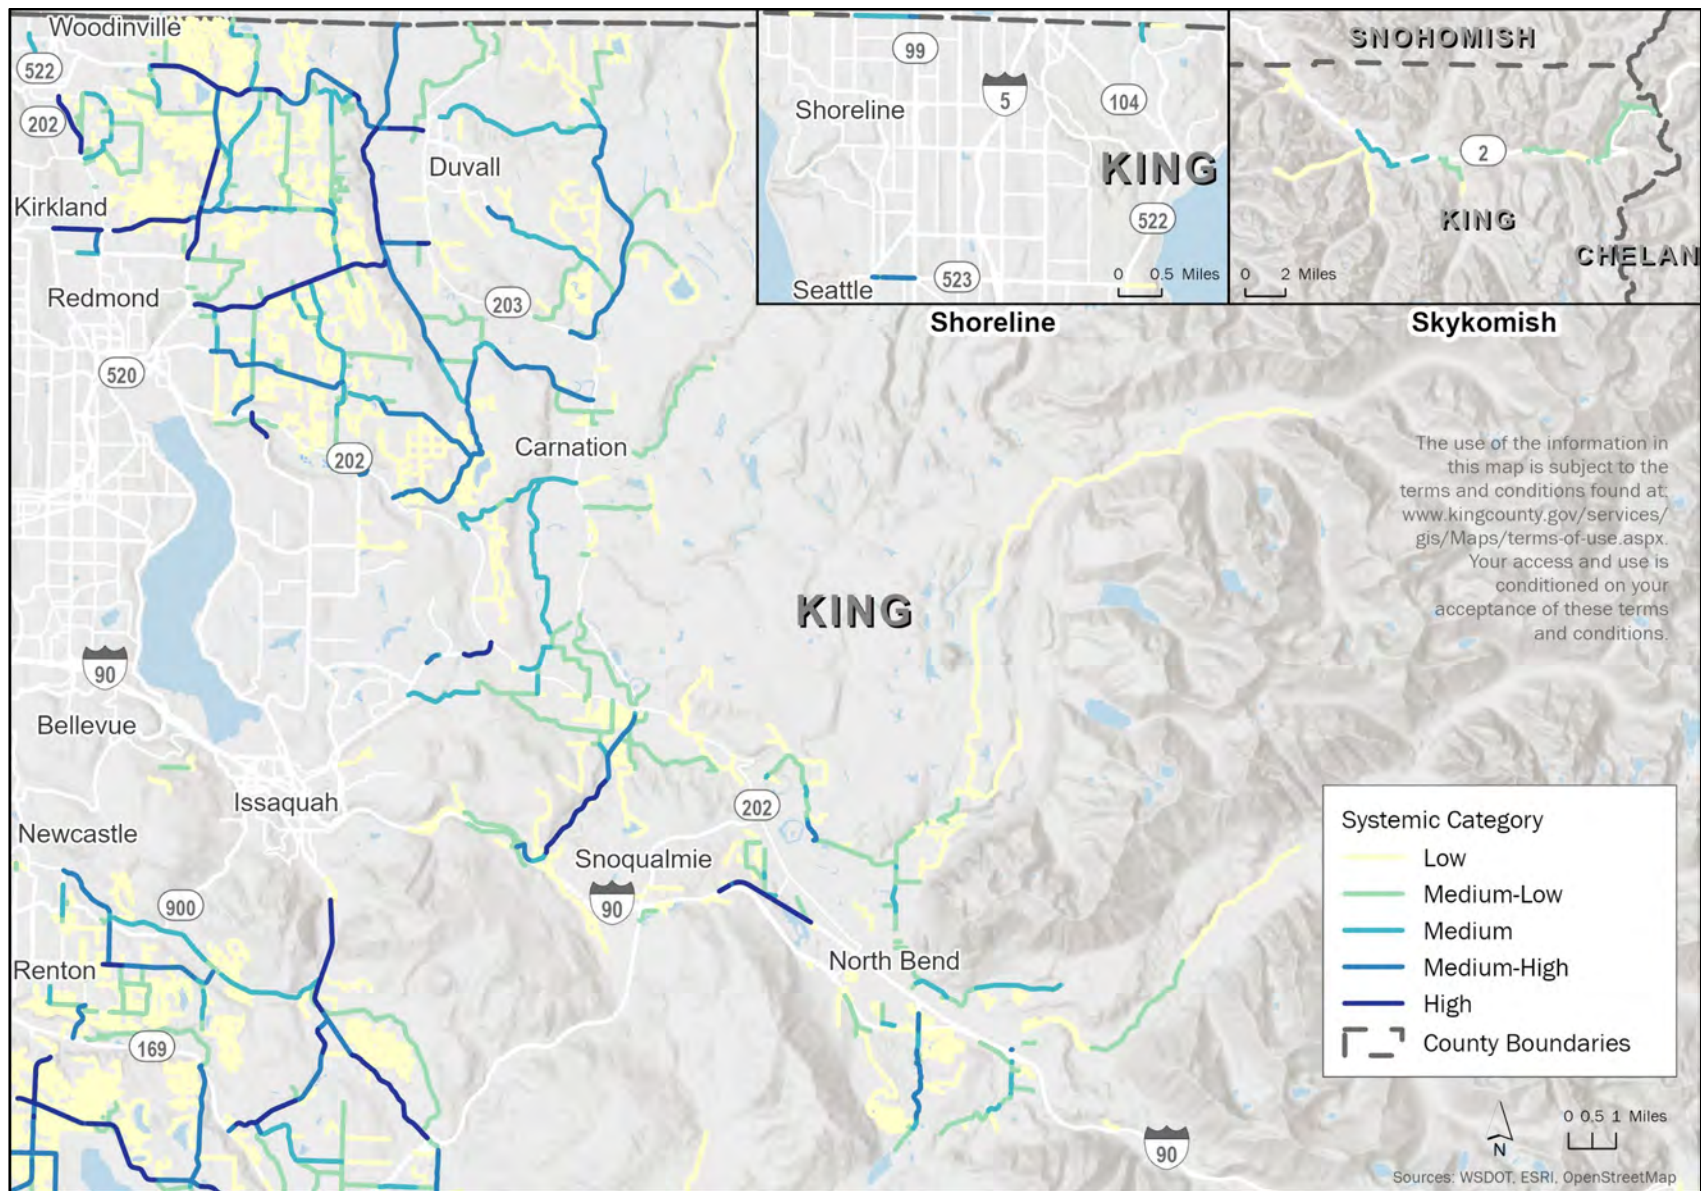 Woodinville
522
202
Kirkland
Redmond
520
Duvall
203
202
Carnation
KING
90
Bellevue
Issaquah
Newcastle
900
Renton
169
202
Snoqualmie
90
North Bend
90
99
5
104
Shoreline
KING
522
523
Seattle
0 0.5 Miles
Shoreline
SNOHOMISH
2
KING
CHELAN
0 2 Miles
Skykomish
The use of the information in
this map is subject to the
terms and conditions found at:
www.kingcounty.gov/services/
gis/Maps/terms-of-use.aspx.
Your access and use is
conditioned on your
acceptance of these terms
and conditions.
Systemic Category
Low
Medium-Low
Medium
Medium-High
High
County Boundaries
N
0 0.5 1 Miles
Sources: WSDOT, ESRI, OpenStreetMap